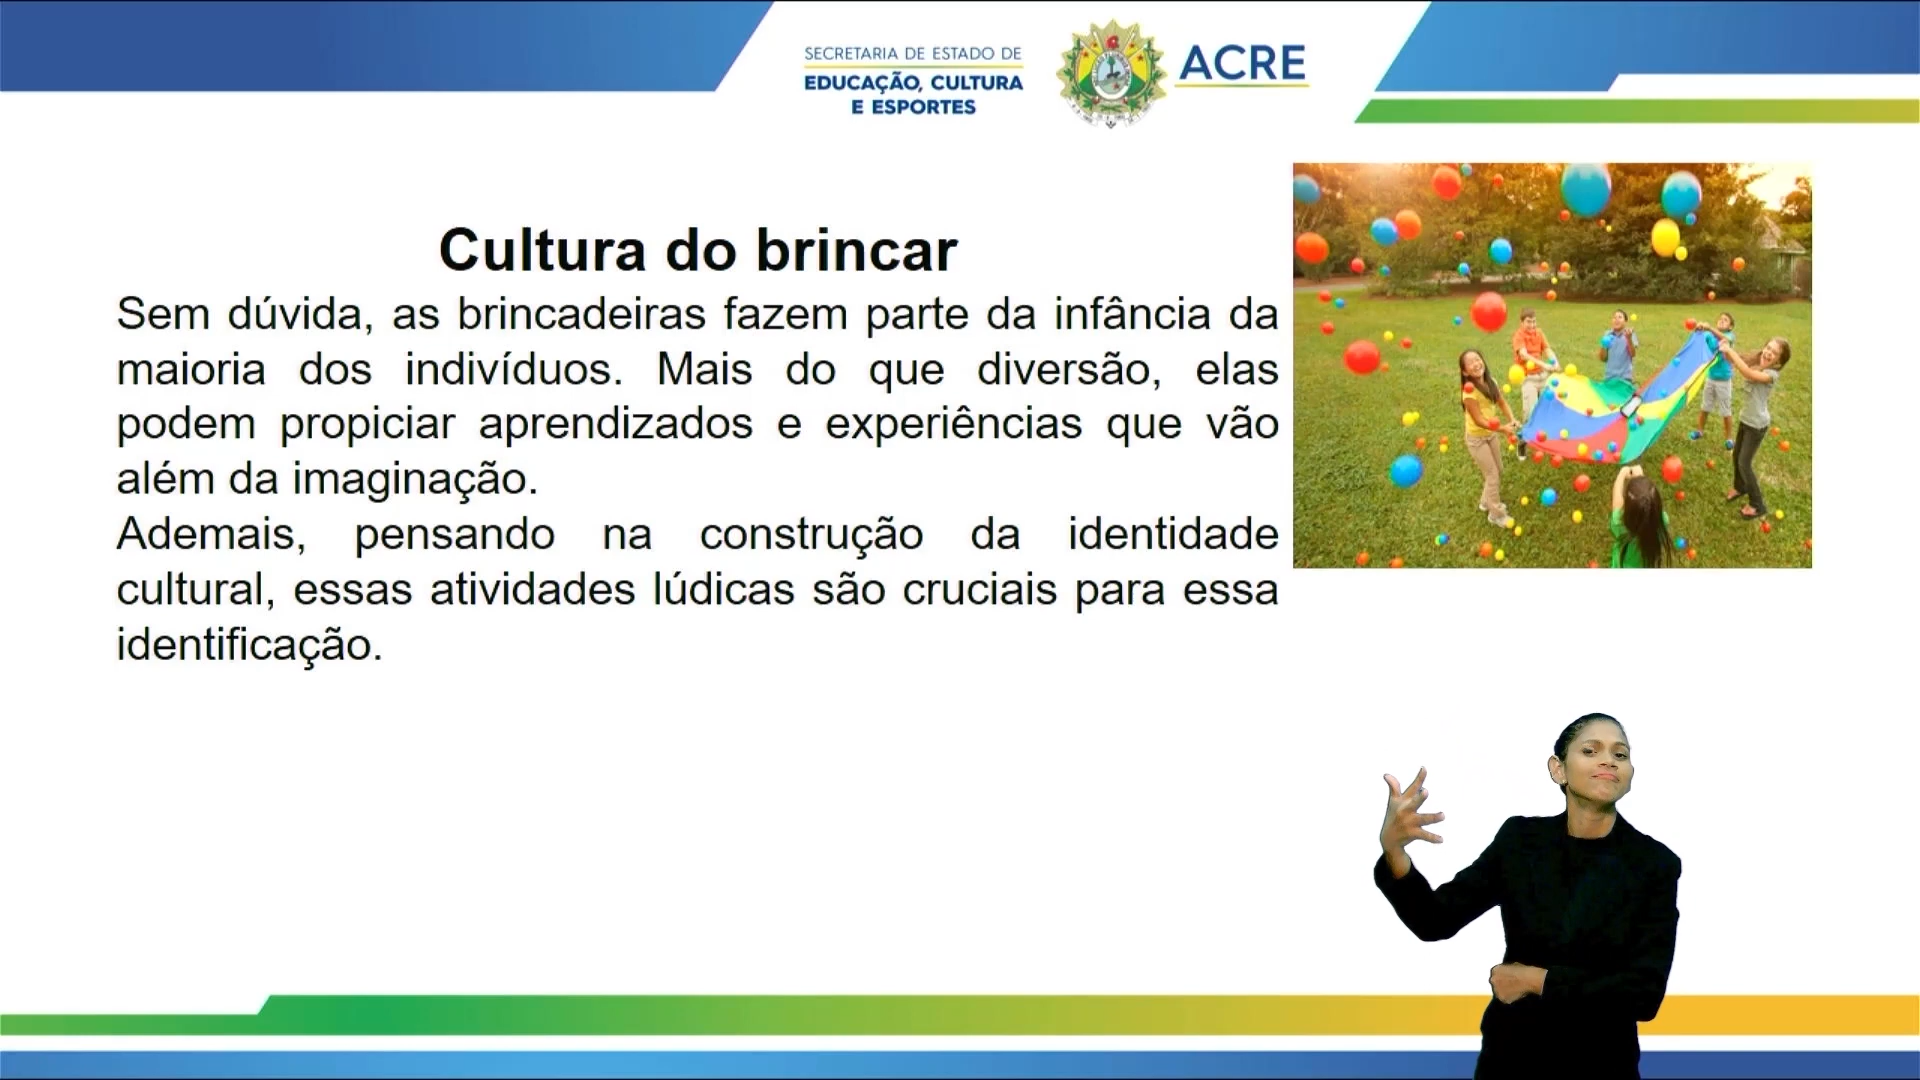 SECRETARIA DE ESTADO DE
EDUCAÇÃO, CULTURA
E ESPORTES
ACRE
Cultura do brincar
Sem dúvida, as brincadeiras fazem parte da infância da
maioria dos indivíduos. Mais do que diversão, elas
podem propiciar aprendizados e experiências que vão
além da imaginação.
Ademais, pensando na construção da identidade
cultural, essas atividades lúdicas são cruciais para essa
identificação.